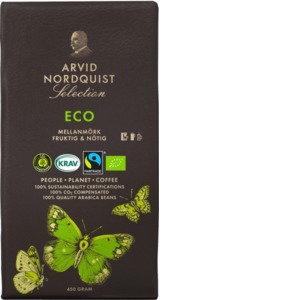 ARVID
NORDQUIST
Selection
ECO
MELLANMÖRK
FRUKTIG & NÖTIG
KRAV
FAIRTRADE
PEOPLE • PLANET • COFFEE
100% SUSTAINABILITY CERTIFICATIONS
100% CO₂ COMPENSATED
100% QUALITY ARABICA BEANS
450 GRAM